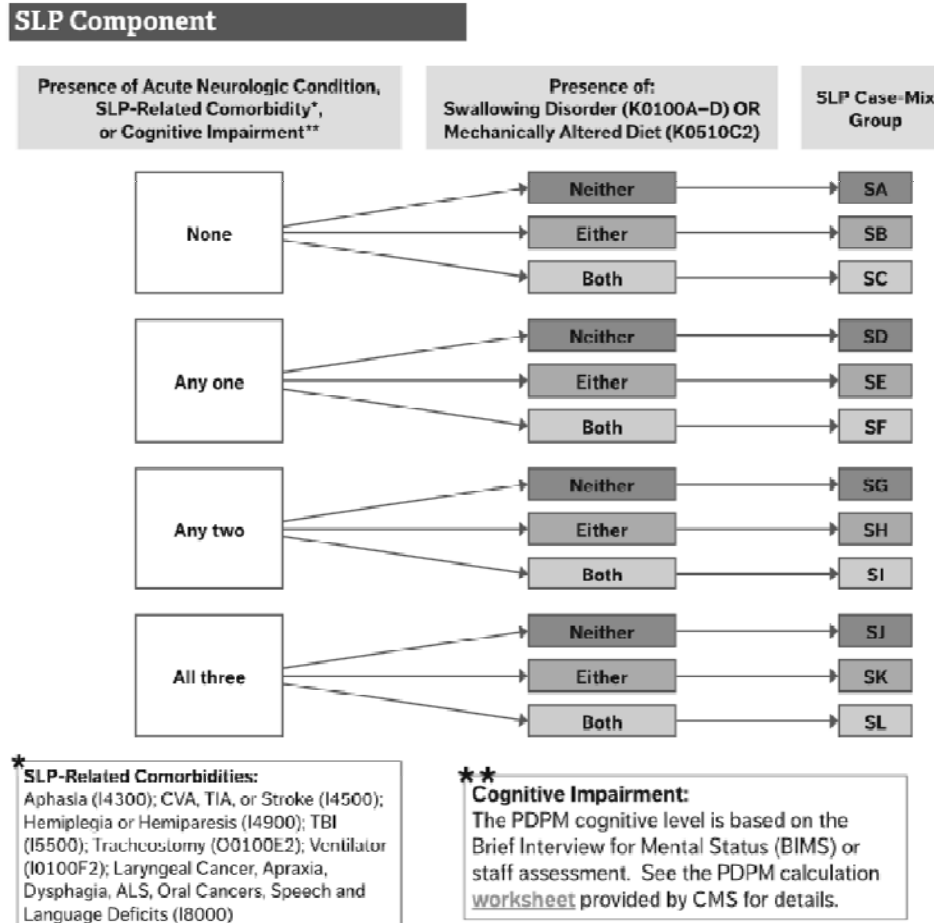 SLP Component
Presence of Acute Neurologic Condition,
SLP-Related Comorbidity*,
or Cognitive Impairment**
Presence of:
Swallowing Disorder (K0100A–D) OR
Mechanically Altered Diet (K0510C2)
SLP Case-Mix
Group
None
Neither
SA
Either
SB
Both
SC
Any one
Neither
SD
Either
SE
Both
SF
Any two
Neither
SG
Either
SH
Both
SI
All three
Neither
SJ
Either
SK
Both
SL
*
SLP-Related Comorbidities:
Aphasia (I4300); CVA, TIA, or Stroke (I4500);
Hemiplegia or Hemiparesis (I4900); TBI
(I5500); Tracheostomy (O0100E2); Ventilator
(I0100F2); Laryngeal Cancer, Apraxia,
Dysphagia, ALS, Oral Cancers, Speech and
Language Deficits (I8000)
**
Cognitive Impairment:
The PDPM cognitive level is based on the
Brief Interview for Mental Status (BIMS) or
staff assessment. See the PDPM calculation
worksheet provided by CMS for details.